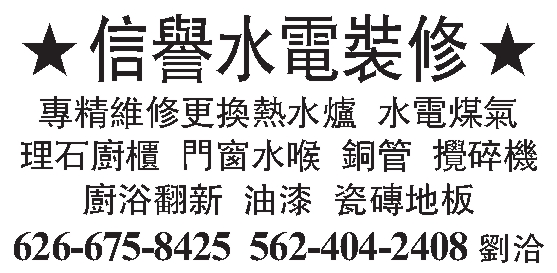 ★信譽水電裝修★
專精維修更換熱水爐 水電煤氣
理石廚櫃 門窗水喉 銅管 攪碎機
廚浴翻新 油漆 瓷磚地板
626-675-8425 562-404-2408 劉洽